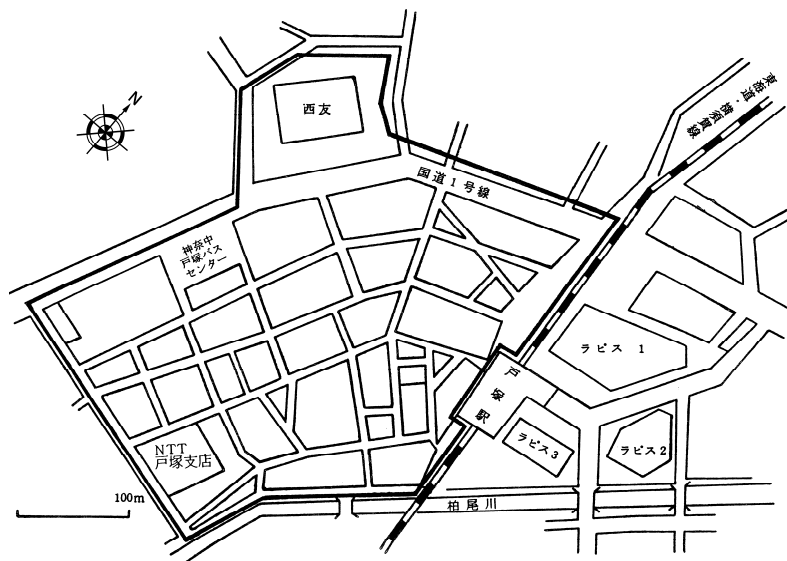 N
西友
東海道・横須賀線
国道1号線
神奈中
戸塚バス
センター
ラピス 1
戸塚駅
ラピス3
ラピス2
NTT
戸塚支店
100m
柏尾川